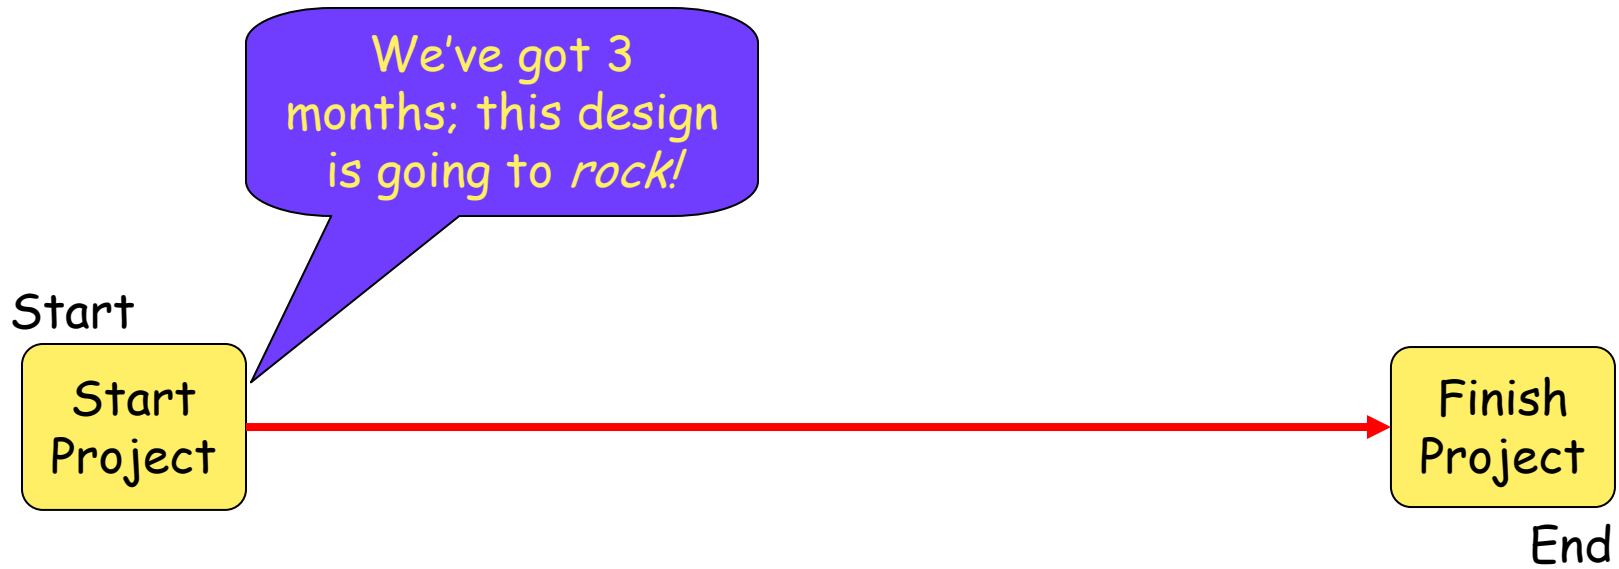 We've got 3
months; this design
is going to rock!
Start
Start
Project
Finish
Project
End